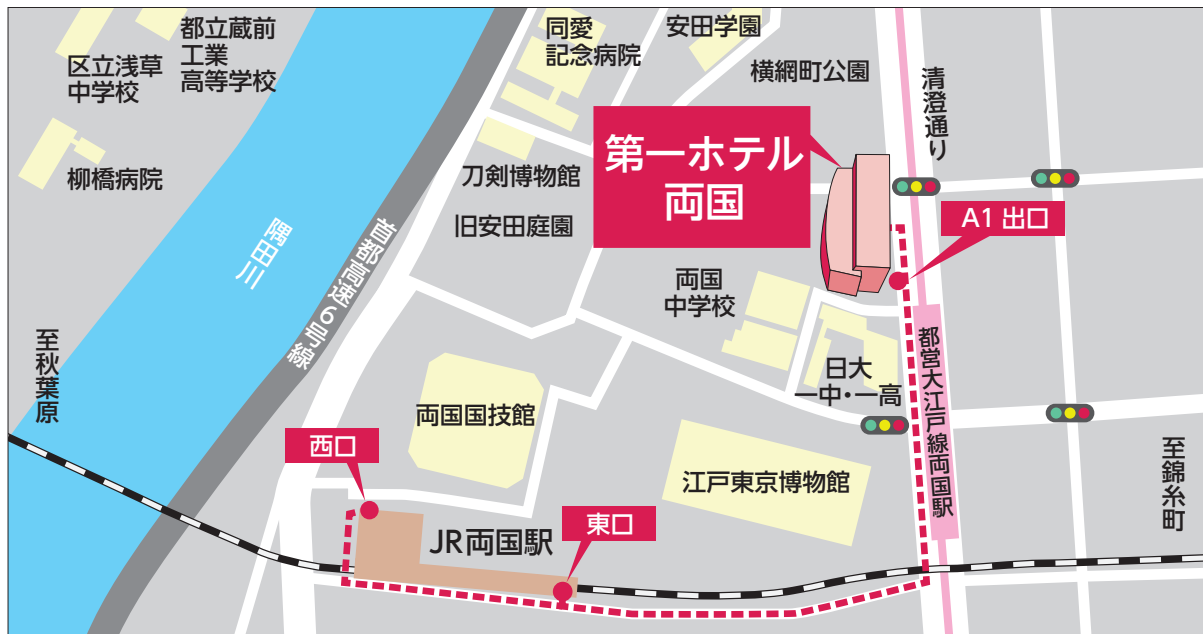 都立蔵前
工業
高等学校
区立浅草
中学校
柳橋病院
同愛
記念病院
安田学園
横網町公園
清澄通り
第一ホテル
両国
A1 出口
刀剣博物館
旧安田庭園
隅田川
首都高速6号線
両国
中学校
日大
一中・一高
都営大江戸線両国駅
至秋葉原
両国国技館
西口
江戸東京博物館
至錦糸町
JR両国駅
東口